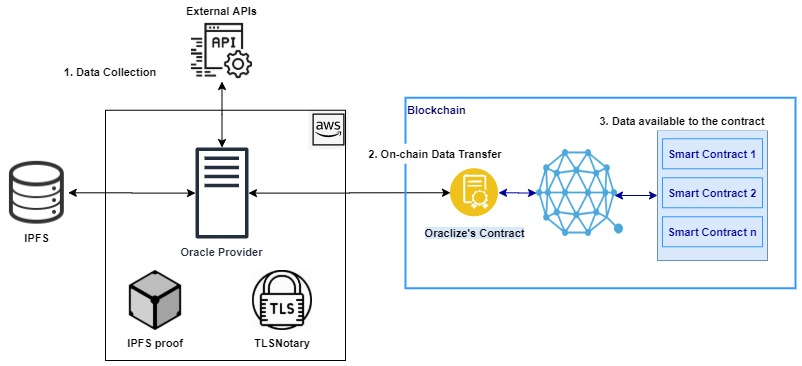 External APIs
API
1. Data Collection
aws
Blockchain
3. Data available to the contract
2. On-chain Data Transfer
Smart Contract 1
Smart Contract 2
Smart Contract n
IPFS
Oracle Provider
Oraclize's Contract
TLS
IPFS proof
TLSNotary